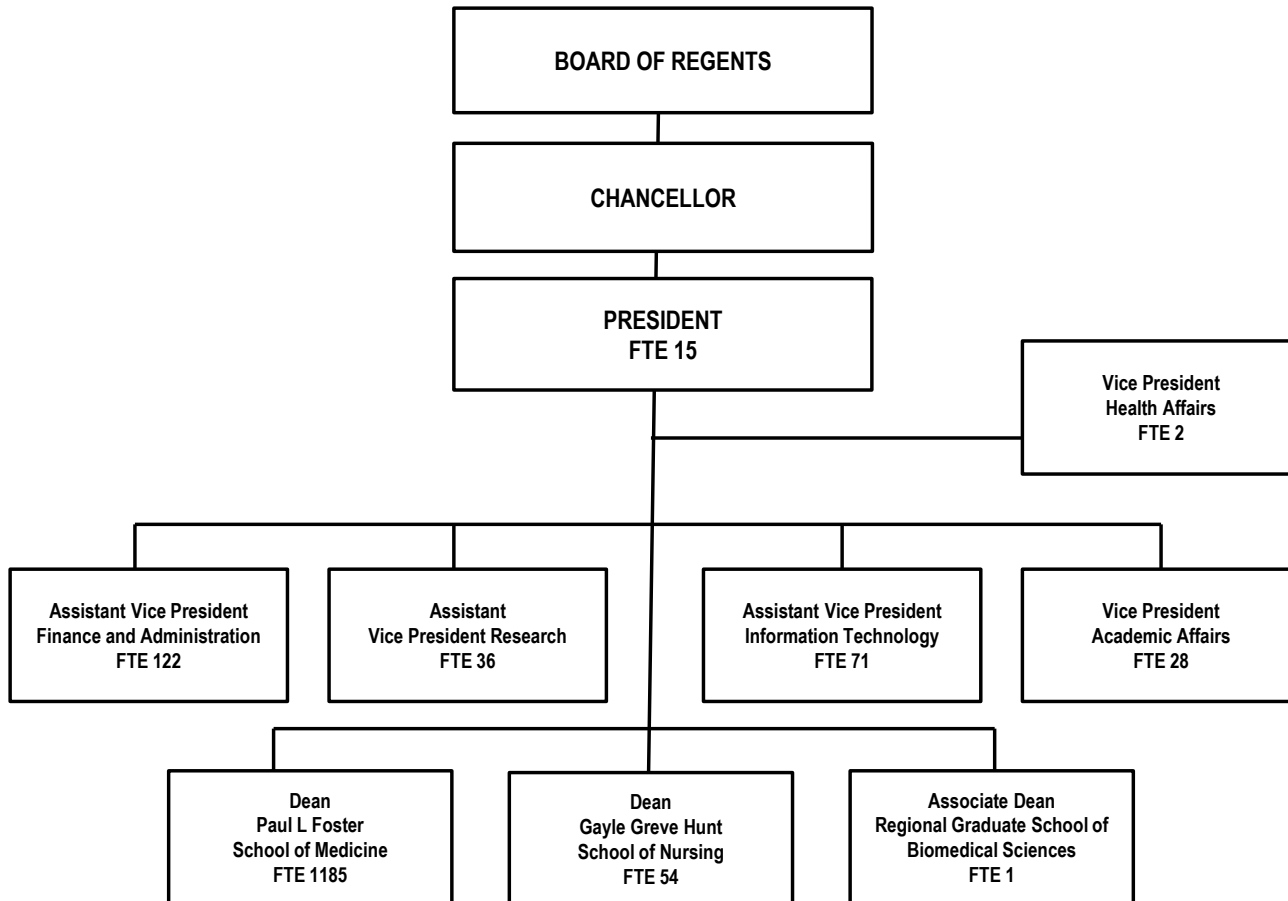 BOARD OF REGENTS
CHANCELLOR
PRESIDENT
FTE 15
Vice President
Health Affairs
FTE 2
Assistant Vice President
Finance and Administration
FTE 122
Assistant
Vice President Research
FTE 36
Assistant Vice President
Information Technology
FTE 71
Vice President
Academic Affairs
FTE 28
Dean
Paul L Foster
School of Medicine
FTE 1185
Dean
Gayle Greve Hunt
School of Nursing
FTE 54
Associate Dean
Regional Graduate School of
Biomedical Sciences
FTE 1